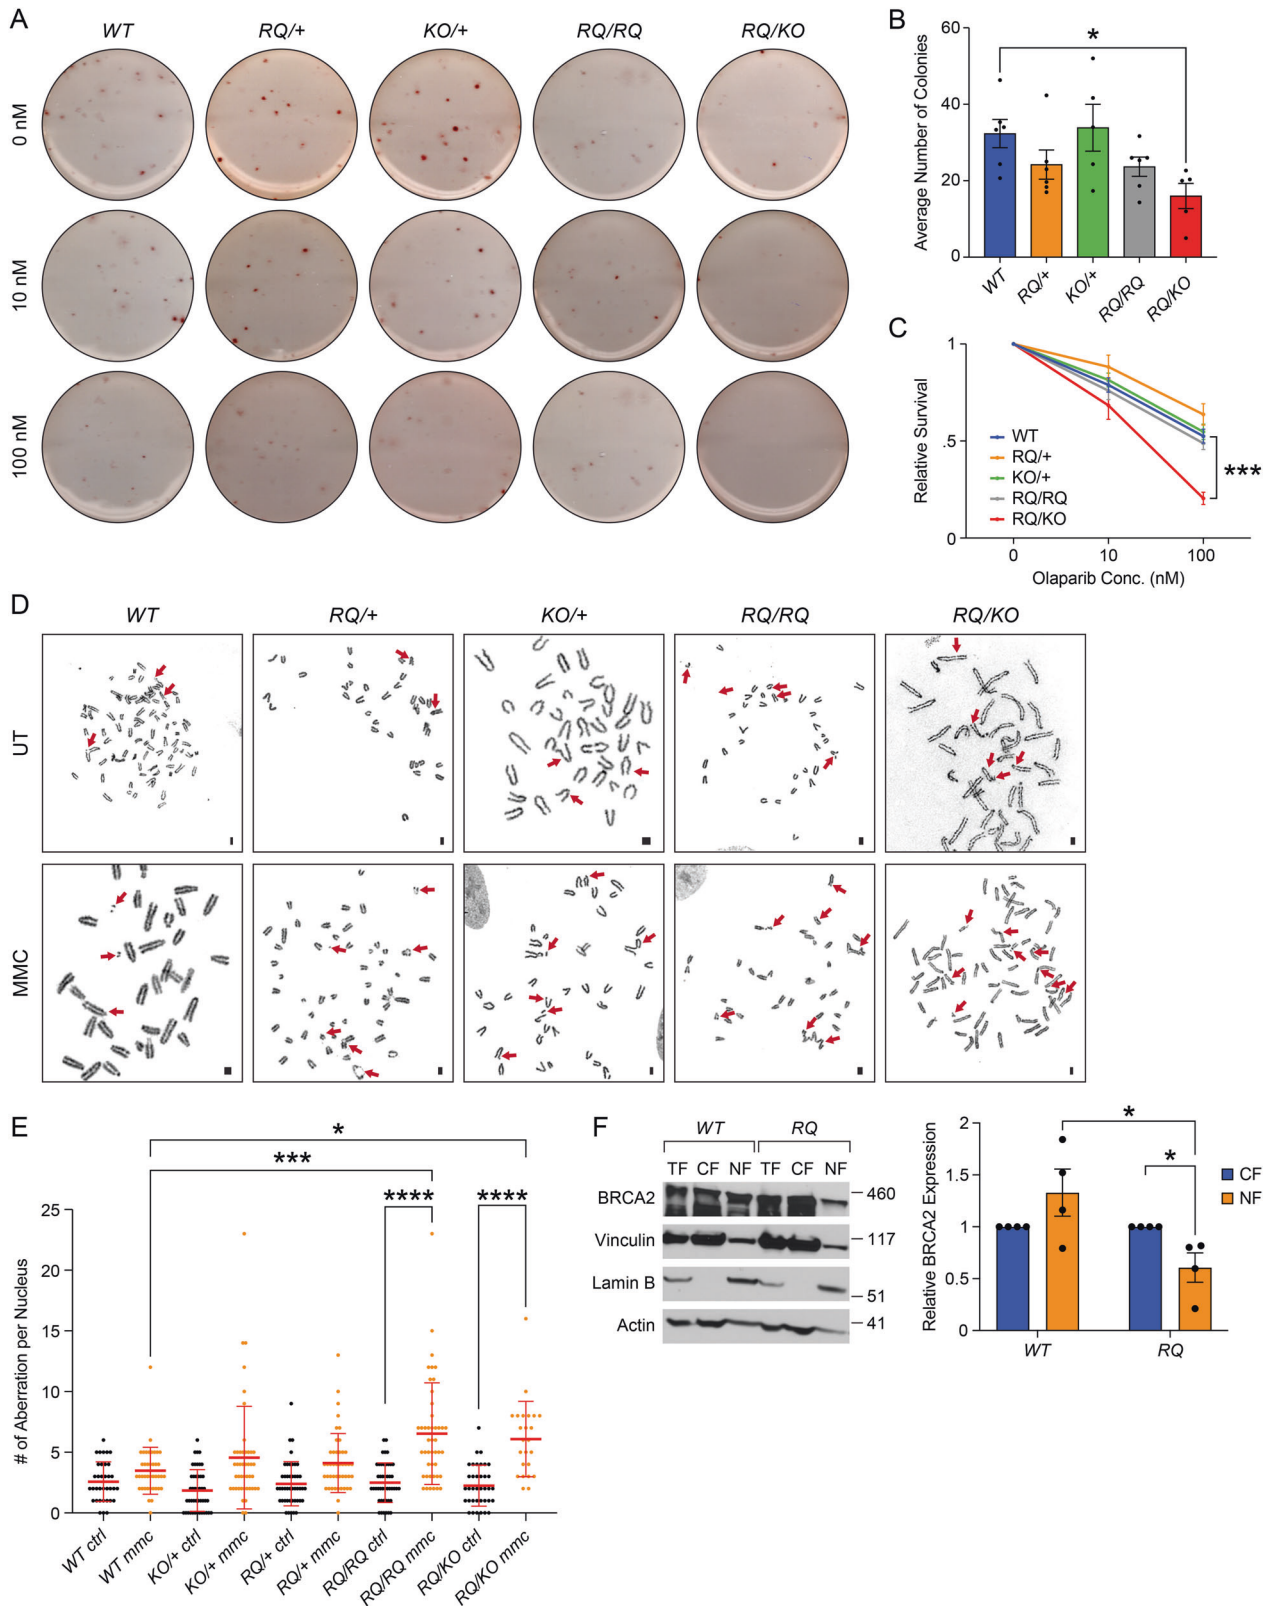 A
WT RQ/+ KO/+ RQ/RQ RQ/KO
0 nM
10 nM
100 nM
B
*
60
40
20
0
Average Number of Colonies
WT RQ/+ KO/+ RQ/RQ RQ/KO
C
1
.5
0
Relative Survival
WT
RQ/+
KO/+
RQ/RQ
RQ/KO
***
0 10 100
Olaparib Conc. (nM)
D
WT RQ/+ KO/+ RQ/RQ RQ/KO
UT
MMC
E
*
***
**** ****
25
20
15
10
5
0
# of Aberration per Nucleus
WT ctrl WT mmc KO/+ ctrl KO/+ mmc RQ/+ ctrl RQ/+ mmc RQ/RQ ctrl RQ/RQ mmc RQ/KO ctrl RQ/KO mmc
F
WT RQ
TF CF NF TF CF NF
BRCA2 460
Vinculin 117
Lamin B 51
Actin 41
*
*
2
1.5
1
0.5
0
Relative BRCA2 Expression
WT RQ
CF
NF